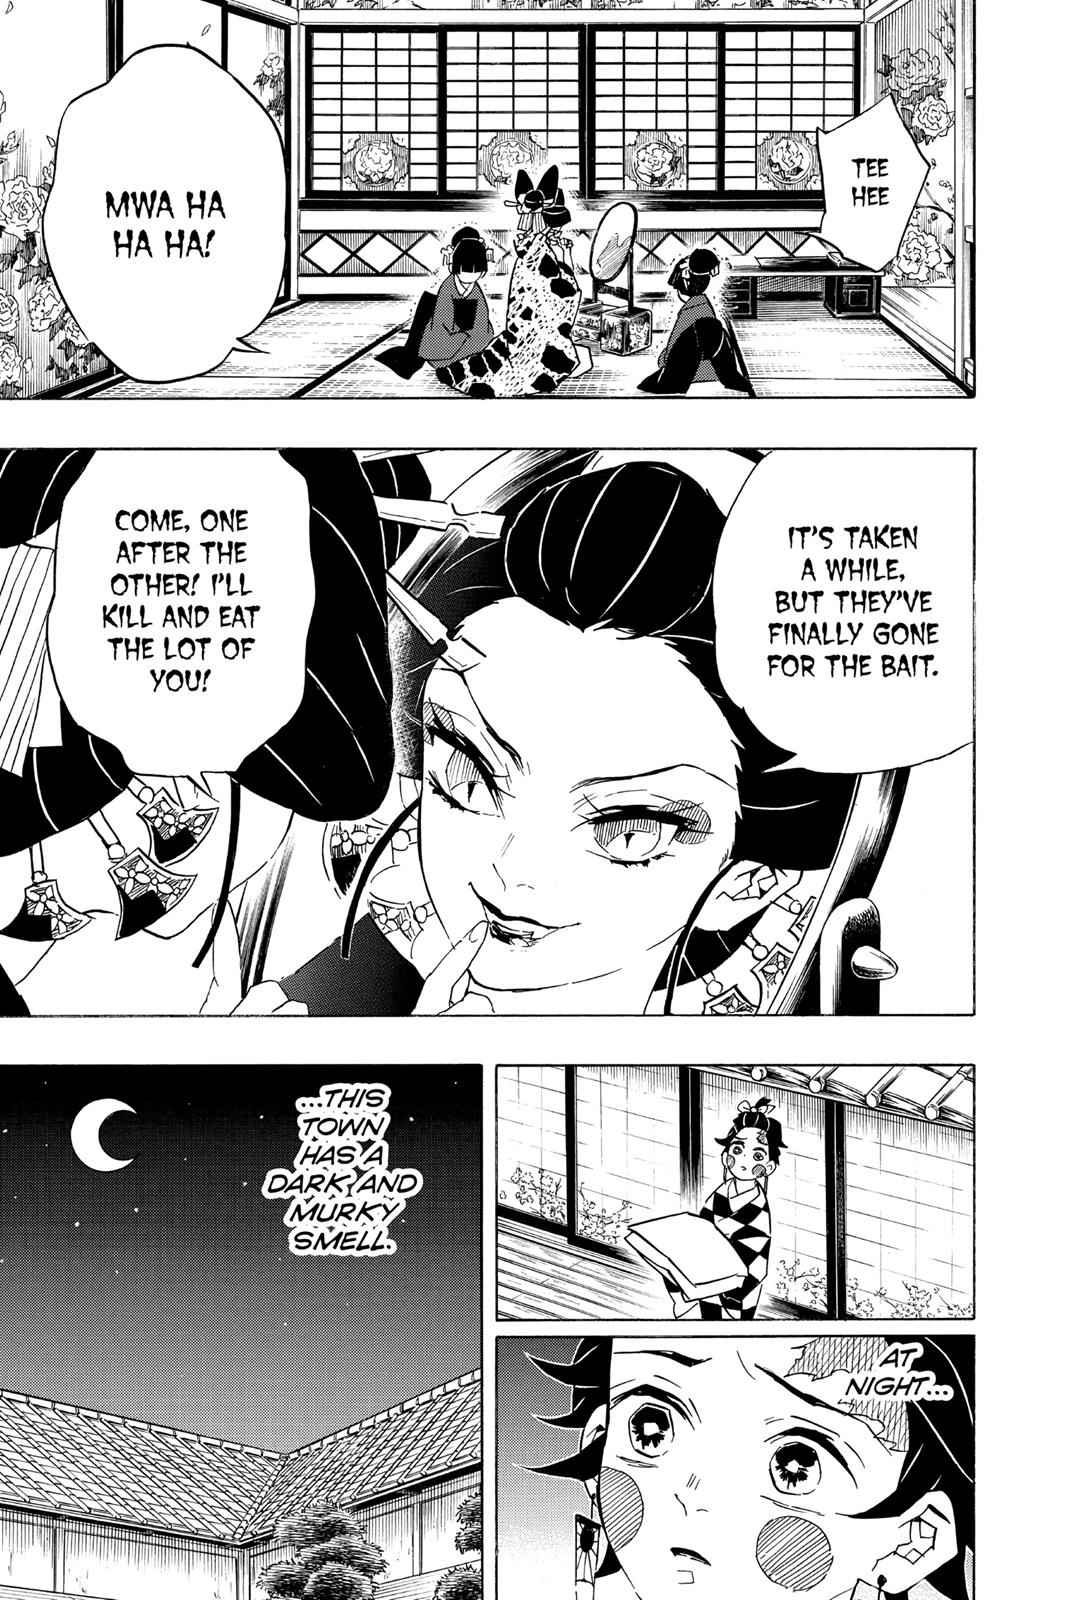 TEE
HEE
MWA HA
HA HA!
IT'S TAKEN
A WHILE,
BUT THEY'VE
FINALLY GONE
FOR THE BAIT.
COME, ONE
AFTER THE
OTHER! I'LL
KILL AND EAT
THE LOT OF
YOU!
AT
NIGHT...
...THIS
TOWN
HAS A
DARK AND
MURKY
SMELL.